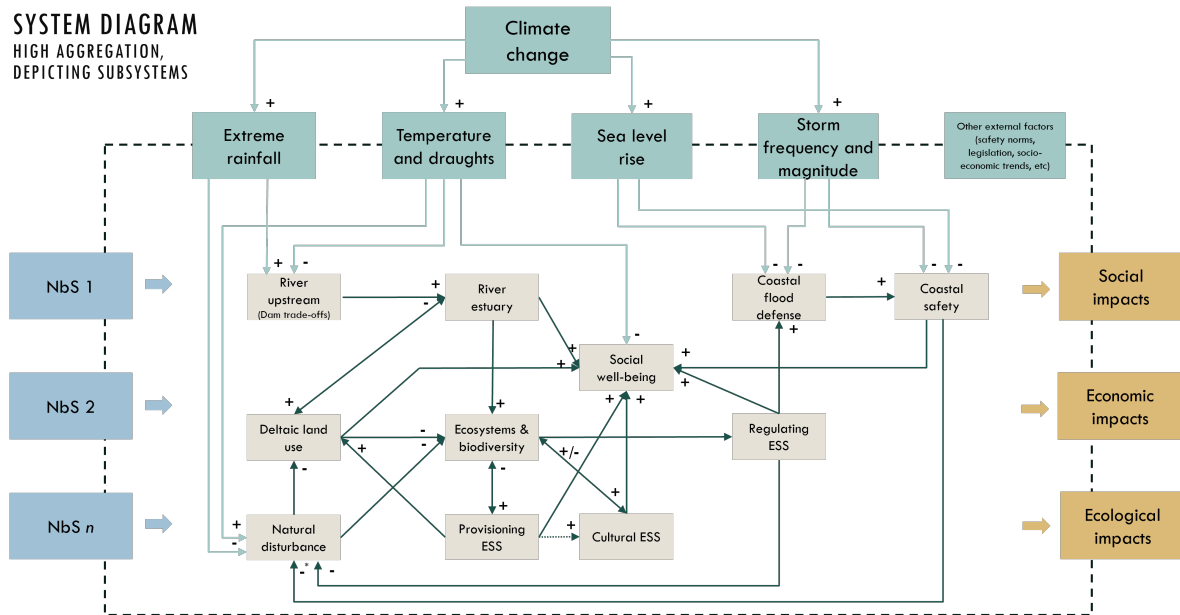 SYSTEM DIAGRAM
HIGH AGGREGATION,
DEPICTING SUBSYSTEMS
Climate
change
+
+
+
+
Extreme
rainfall
Temperature
and draughts
Sea level
rise
Storm
frequency and
magnitude
Other external factors
(safety norms,
legislation, socio-
economic trends, etc)
NbS 1
NbS 2
NbS n
+
-
River
upstream
(Dam trade-offs)
+
-
River
estuary
-
-
Coastal
flood
defense
+
+
-
-
Coastal
safety
-
Social
well-being
+
+
+
+
+
+
+
Deltaic land
use
+
-
+
Ecosystems &
biodiversity
+
-
-
+/-
Regulating
ESS
Natural
disturbance
+
-
-*
-
Provisioning
ESS
-
+
+
Cultural ESS
+
Social
impacts
Economic
impacts
Ecological
impacts